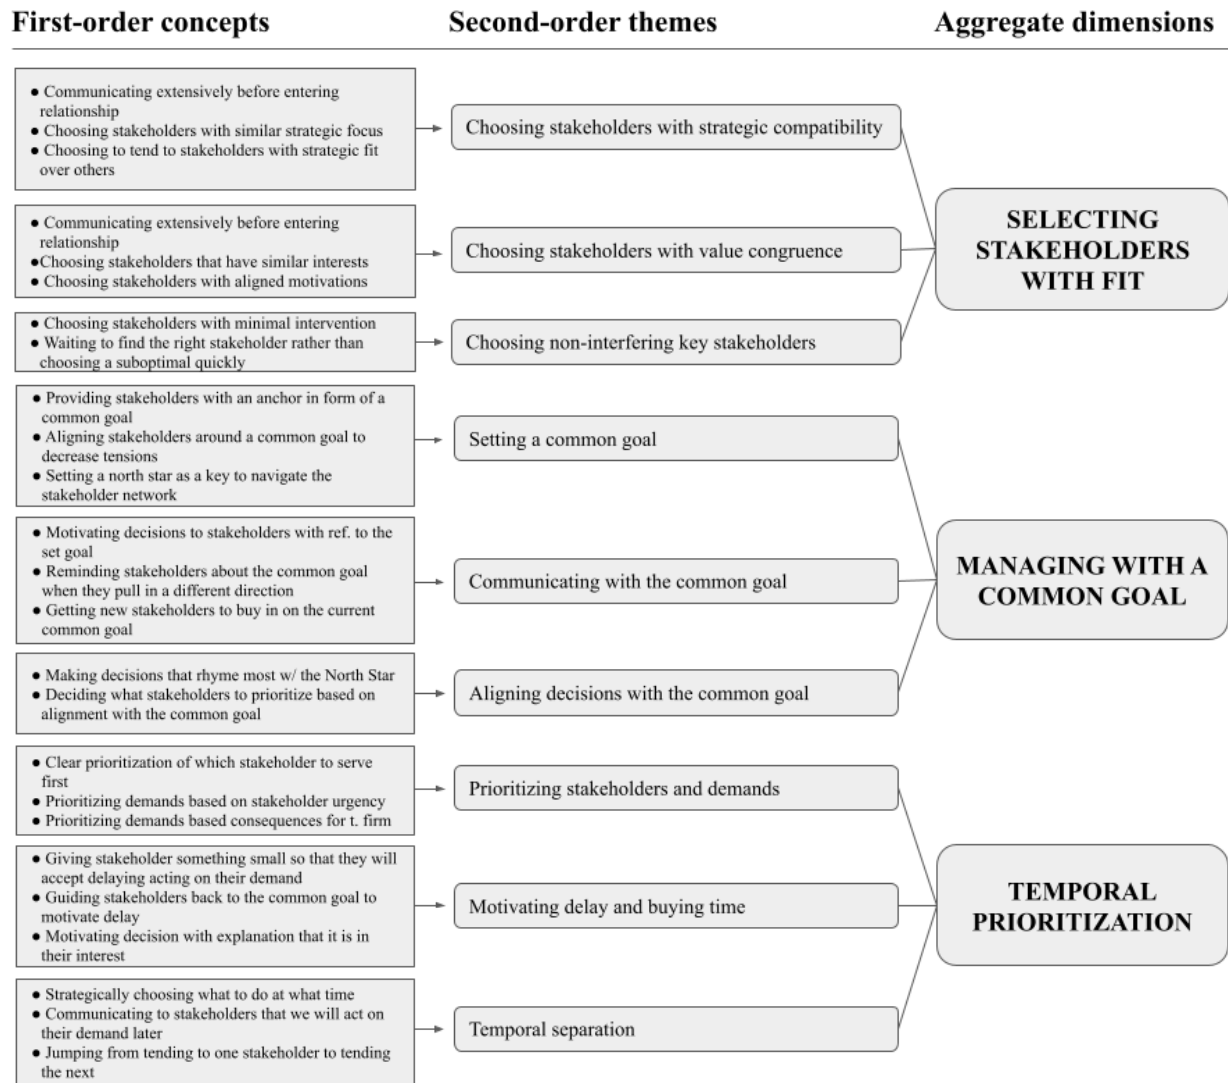 First-order concepts
Second-order themes
Aggregate dimensions
● Communicating extensively before entering
relationship
● Choosing stakeholders with similar strategic focus
● Choosing to tend to stakeholders with strategic fit
over others
Choosing stakeholders with strategic compatibility
● Communicating extensively before entering
relationship
●Choosing stakeholders that have similar interests
● Choosing stakeholders with aligned motivations
Choosing stakeholders with value congruence
● Choosing stakeholders with minimal intervention
● Waiting to find the right stakeholder rather than
choosing a suboptimal quickly
Choosing non-interfering key stakeholders
SELECTING
STAKEHOLDERS
WITH FIT
● Providing stakeholders with an anchor in form of a
common goal
● Aligning stakeholders around a common goal to
decrease tensions
● Setting a north star as a key to navigate the
stakeholder network
Setting a common goal
● Motivating decisions to stakeholders with ref. to the
set goal
● Reminding stakeholders about the common goal
when they pull in a different direction
● Getting new stakeholders to buy in on the current
common goal
Communicating with the common goal
● Making decisions that rhyme most w/ the North Star
● Deciding what stakeholders to prioritize based on
alignment with the common goal
Aligning decisions with the common goal
MANAGING WITH A
COMMON GOAL
● Clear prioritization of which stakeholder to serve
first
● Prioritizing demands based on stakeholder urgency
● Prioritizing demands based consequences for t. firm
Prioritizing stakeholders and demands
● Giving stakeholder something small so that they will
accept delaying acting on their demand
● Guiding stakeholders back to the common goal to
motivate delay
● Motivating decision with explanation that it is in
their interest
Motivating delay and buying time
● Strategically choosing what to do at what time
● Communicating to stakeholders that we will act on
their demand later
● Jumping from tending to one stakeholder to tending
the next
Temporal separation
TEMPORAL
PRIORITIZATION